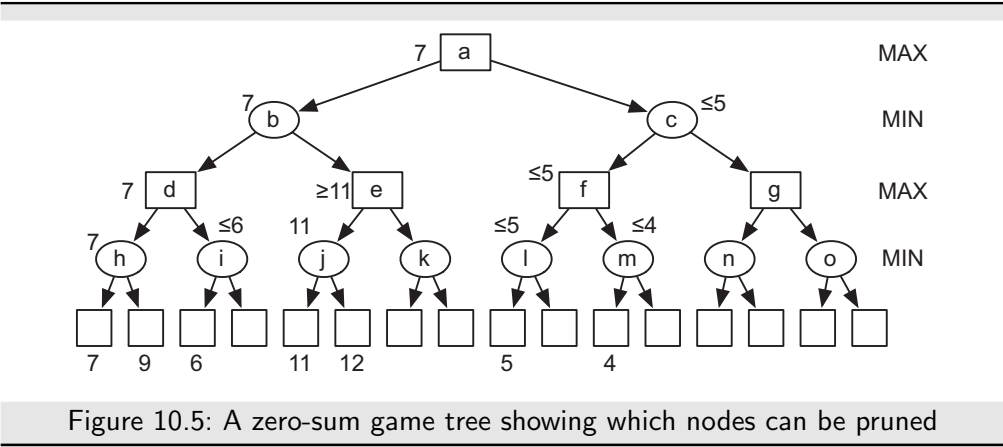 7 a MAX
7 b c ≤5 MIN
7 d ≥11 e ≤5 f g MAX
≤6 11 ≤5 ≤4
7 h i j k l m n o MIN
7 9 6 11 12 5 4
Figure 10.5: A zero-sum game tree showing which nodes can be pruned